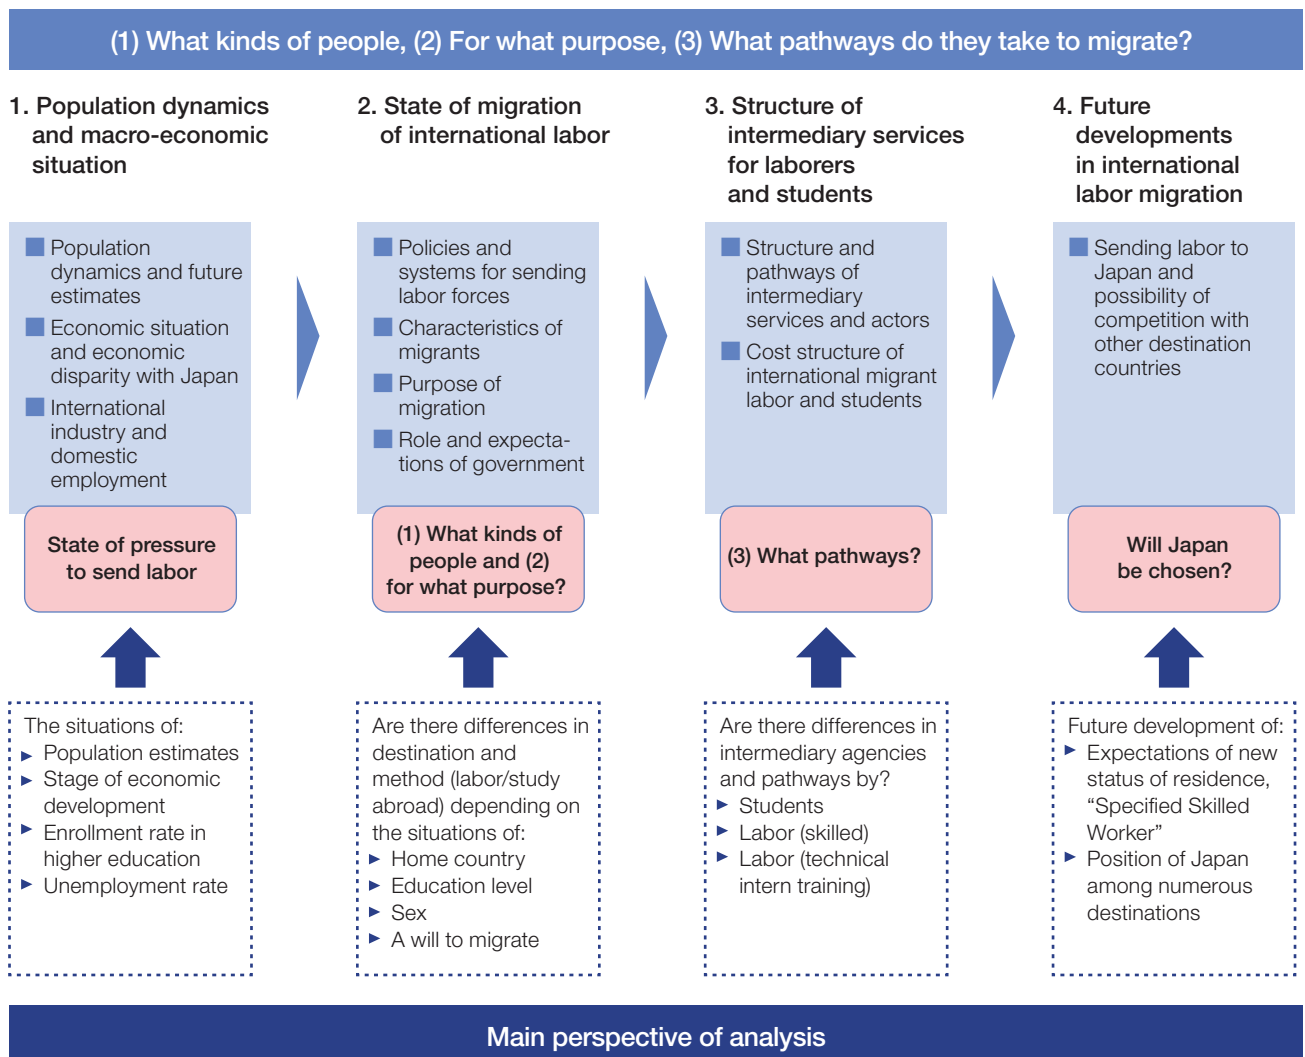 (1) What kinds of people, (2) For what purpose, (3) What pathways do they take to migrate?
1. Population dynamics
and macro-economic
situation
Population
dynamics and future
estimates
Economic situation
and economic
disparity with Japan
International
industry and
domestic
employment
State of pressure
to send labor
The situations of:
Population estimates
Stage of economic
development
Enrollment rate in
higher education
Unemployment rate
2. State of migration
of international labor
Policies and
systems for sending
labor forces
Characteristics of
migrants
Purpose of
migration
Role and expecta-
tions of government
(1) What kinds of
people and (2)
for what purpose?
Are there differences in
destination and
method (labor/study
abroad) depending on
the situations of:
Home country
Education level
Sex
A will to migrate
3. Structure of
intermediary services
for laborers
and students
Structure and
pathways of
intermediary
services and actors
Cost structure of
international migrant
labor and students
(3) What pathways?
Are there differences in
intermediary agencies
and pathways by?
Students
Labor (skilled)
Labor (technical
intern training)
4. Future
developments
in international
labor migration
Sending labor to
Japan and
possibility of
competition with
other destination
countries
Will Japan
be chosen?
Future development of:
Expectations of new
status of residence,
“Specified Skilled
Worker”
Position of Japan
among numerous
destinations
Main perspective of analysis